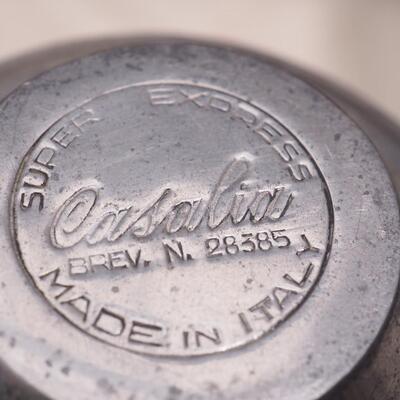 SUPER EXPRESS
Casalia
BREV. N. 28385
MADE IN ITALY